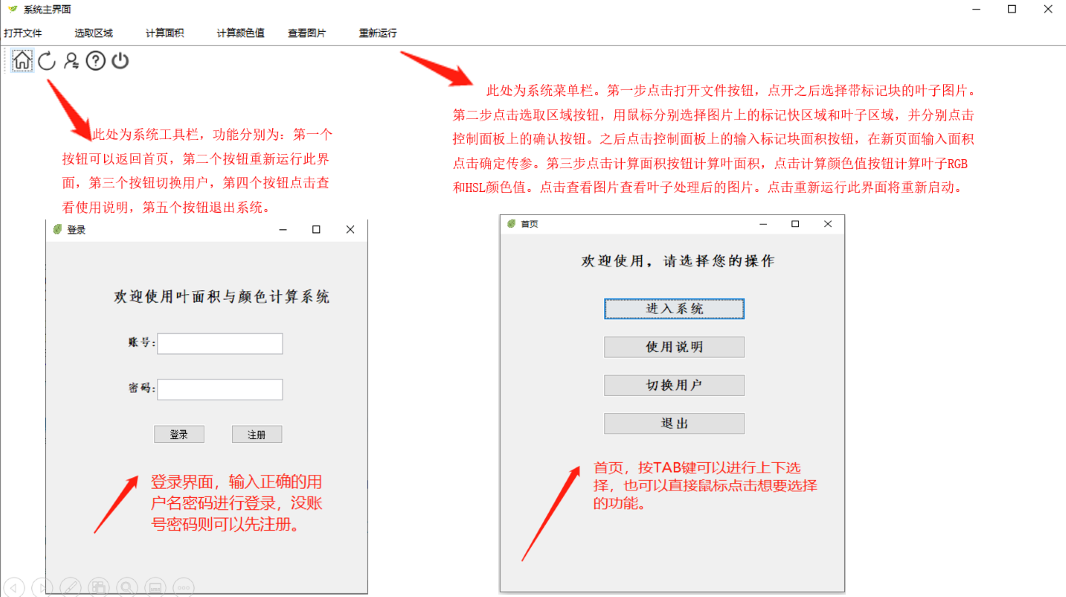 系统主界面
打开文件 选取区域 计算面积 计算颜色值 查看图片 重新运行
此处为系统菜单栏。第一步点击打开文件按钮，点开之后选择带标记块的叶子图片。
第二步点击选取区域按钮，用鼠标分别选择图片上的标记快区域和叶子区域，并分别点击
控制面板上的确认按钮。之后点击控制面板上的输入标记块面积按钮，在新页面输入面积
点击确定传参。第三步点击计算面积按钮计算叶面积，点击计算颜色值按钮计算叶子RGB
和HSL颜色值。点击查看图片查看叶子处理后的图片。点击重新运行此界面将重新启动。
此处为系统工具栏，功能分别为：第一个
按钮可以返回首页，第二个按钮重新运行此界
面，第三个按钮切换用户，第四个按钮点击查
看使用说明，第五个按钮退出系统。
登录
欢迎使用叶面积与颜色计算系统
账号：
密码：
登录 注册
登录界面，输入正确的用
户名密码进行登录，没账
号密码则可以先注册。
首页
欢迎使用，请选择您的操作
进入系统
使用说明
切换用户
退出
首页，按TAB键可以进行上下选
择，也可以直接鼠标点击想要选择
的功能。